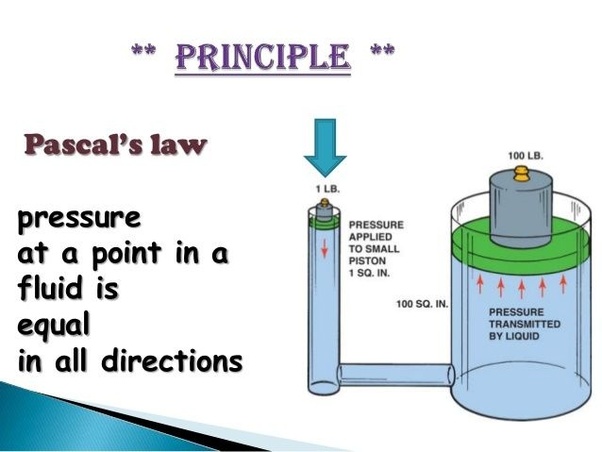 ** PRINCIPLE **
Pascal's law
pressure
at a point in a
fluid is
equal
in all directions
1 LB.
PRESSURE
APPLIED
TO SMALL
PISTON
1 SQ. IN.
100 LB.
100 SQ. IN.
PRESSURE
TRANSMITTED
BY LIQUID